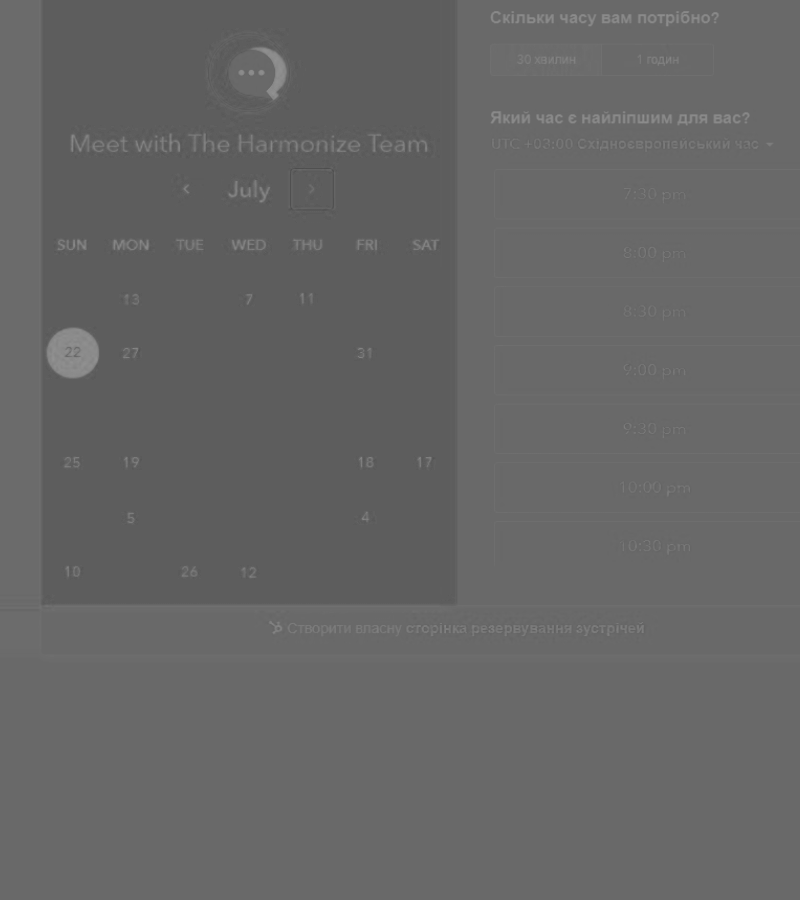 Meet with The Harmonize Team
July
SUN MON TUE WED THU FRI SAT
13 7 11
22 27 31
25 19 18 17
5 4
10 26 12
Скільки часу вам потрібно?
30 хвилин 1 годин
Який час є найліпшим для вас?
UTC +03:00 Східноєвропейський час
7:30 pm
8:00 pm
8:30 pm
9:00 pm
9:30 pm
10:00 pm
10:30 pm
Створити власну сторінка резервування зустрічей